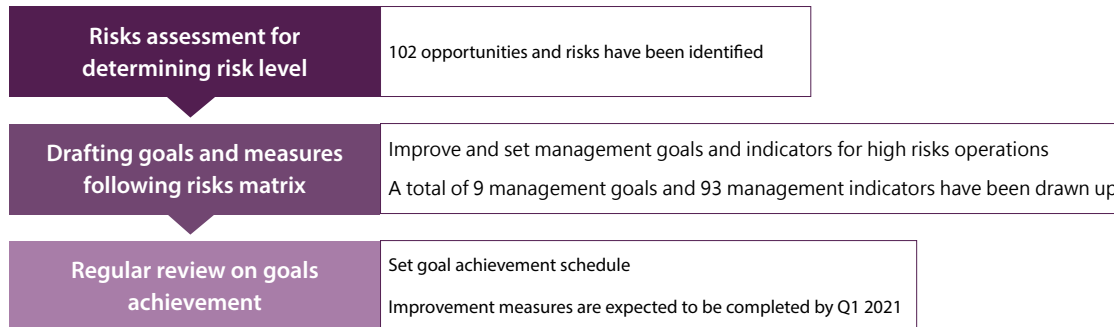 Risks assessment for
determining risk level
102 opportunities and risks have been identified
Drafting goals and measures
following risks matrix
Improve and set management goals and indicators for high risks operations
A total of 9 management goals and 93 management indicators have been drawn up
Regular review on goals
achievement
Set goal achievement schedule
Improvement measures are expected to be completed by Q1 2021